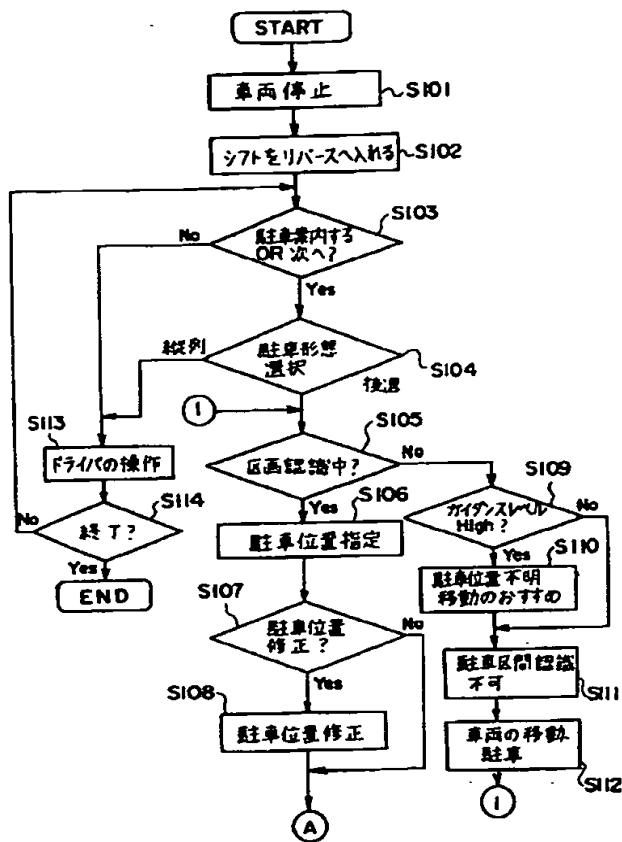 START
車両停止
S101
シフトをリバースへ入れる
S102
S103
No
駐車案内する
OR 次へ?
Yes
縦列
駐車形態
選択
S104
後退
1
S105
S113
ドライバの操作
区画認識中?
No
S109
S114
Yes
S106
ガイダンスレベル
High?
No
No
終了?
駐車位置指定
Yes
S110
Yes
END
S107
駐車位置不明
移動のおすすめ
駐車位置
修正?
No
駐車区間認識
不可
S111
S108
Yes
駐車位置修正
車両の移動
駐車
S112
A
1